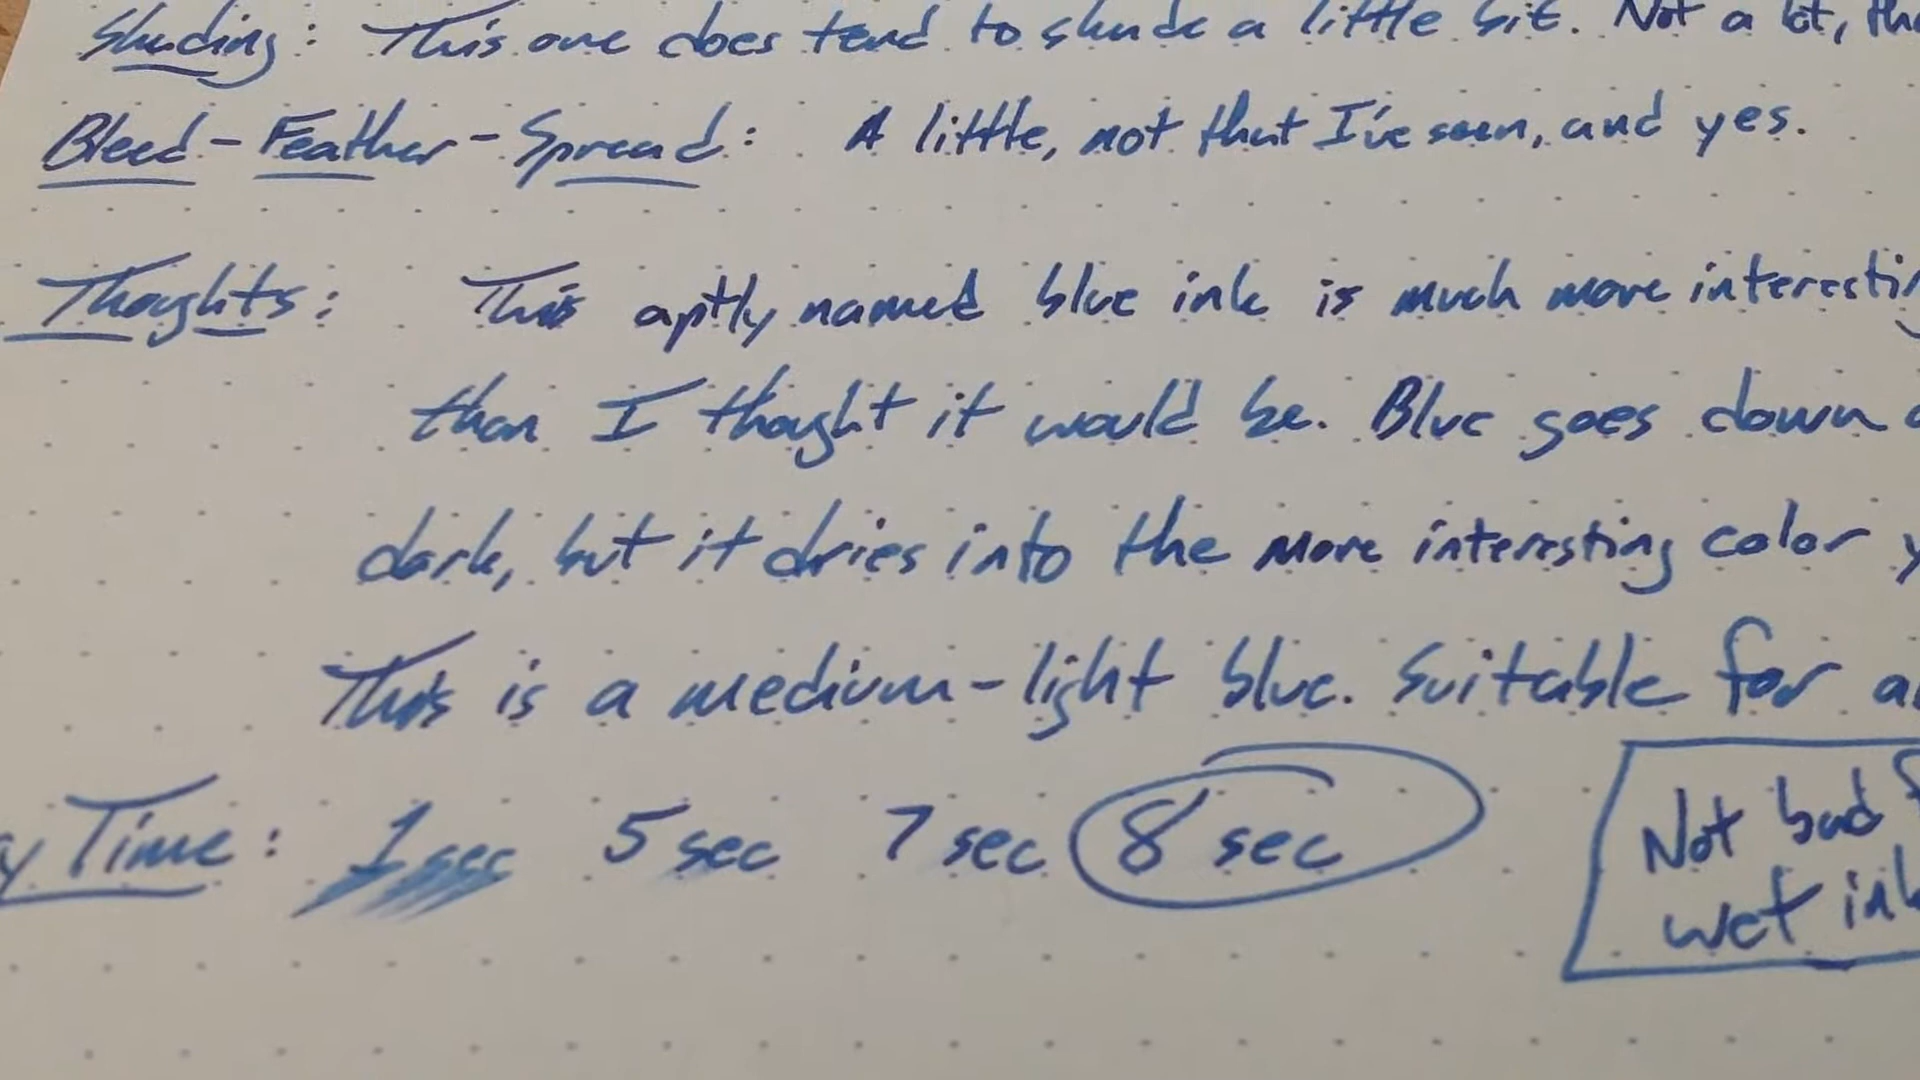 Shading: This one does tend to shade a little bit. Not a lot,
Bleed-Feather-Spread: A little, not that I've seen, and yes.
Thoughts: This aptly named blue ink is much more
than I thought it would be. Blue goes down
dark, but it dries into the more interesting color
This is a medium-light blue. Suitable for
Time: 1 sec 5 sec 7 sec 8 sec
Not bad
wet